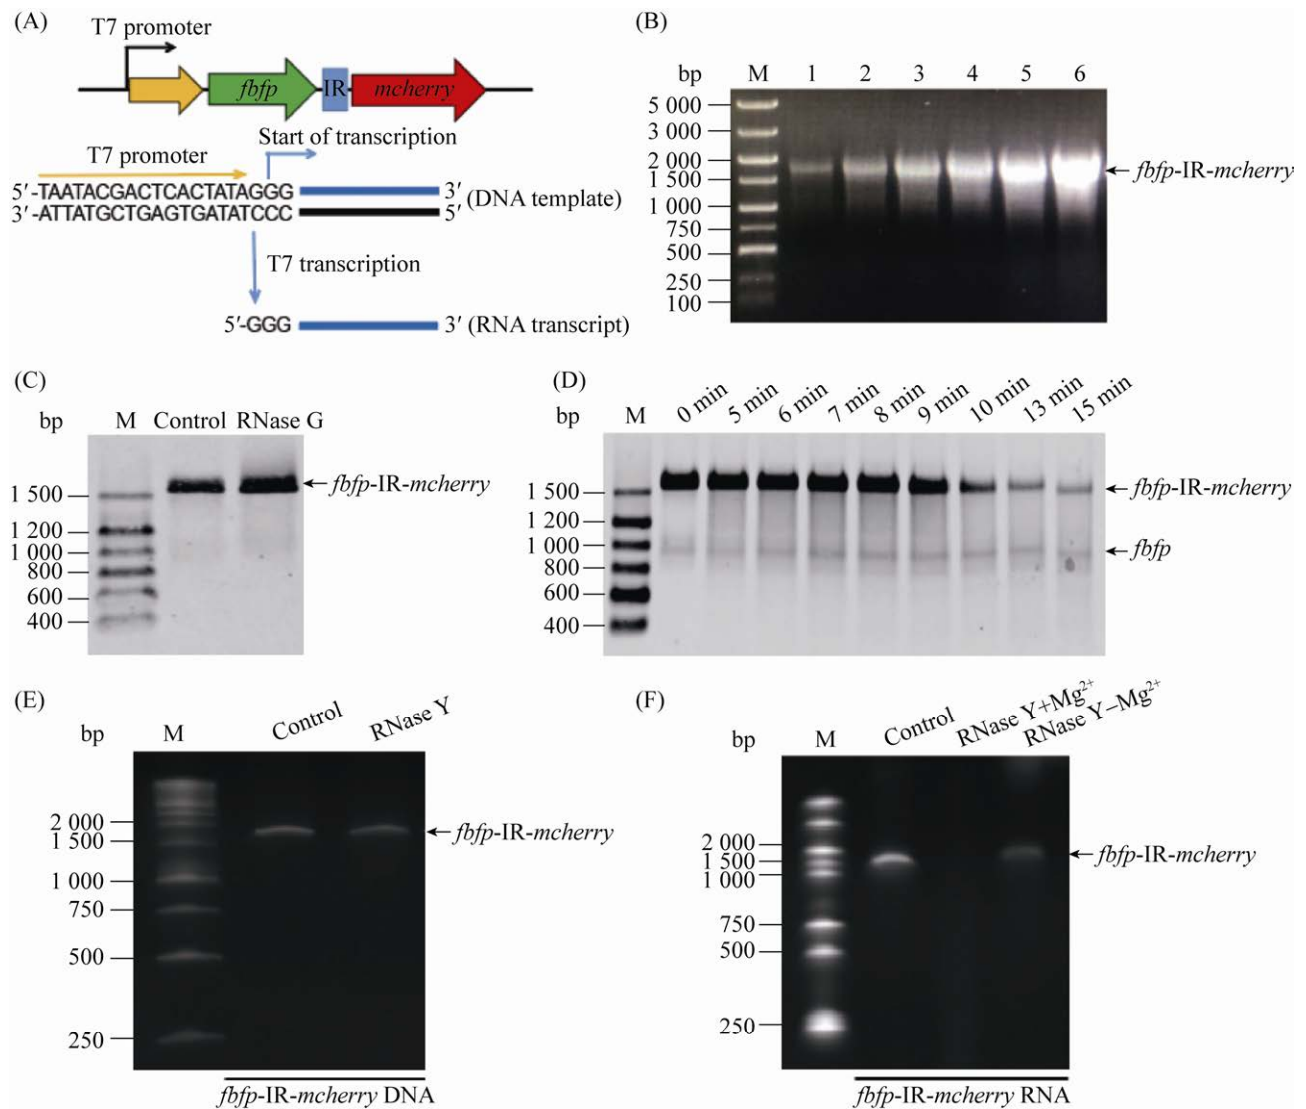 (A)
T7 promoter
fbfp IR mcherry
Start of transcription
T7 promoter
5′-TAATACGACTCACTATAGGG 3′ (DNA template)
3′-ATTATGCTGAGTGATATCCC 5′
T7 transcription
5′-GGG 3′ (RNA transcript)
(B)
bp M 1 2 3 4 5 6
5 000
3 000
2 000
1 500
1 000
750
500
250
100
fbfp-IR-mcherry
(C)
bp M Control RNase G
1 500
1 200
1 000
800
600
400
fbfp-IR-mcherry
(D)
bp M 0 min 5 min 6 min 7 min 8 min 9 min 10 min 13 min 15 min
1 500
1 200
1 000
800
600
400
fbfp-IR-mcherry
fbfp
(E)
bp M Control RNase Y
2 000
1 500
1 000
750
500
250
fbfp-IR-mcherry
fbfp-IR-mcherry DNA
(F)
bp M Control RNase Y+Mg²⁺ RNase Y−Mg²⁺
2 000
1 500
1 000
750
500
250
fbfp-IR-mcherry
fbfp-IR-mcherry RNA